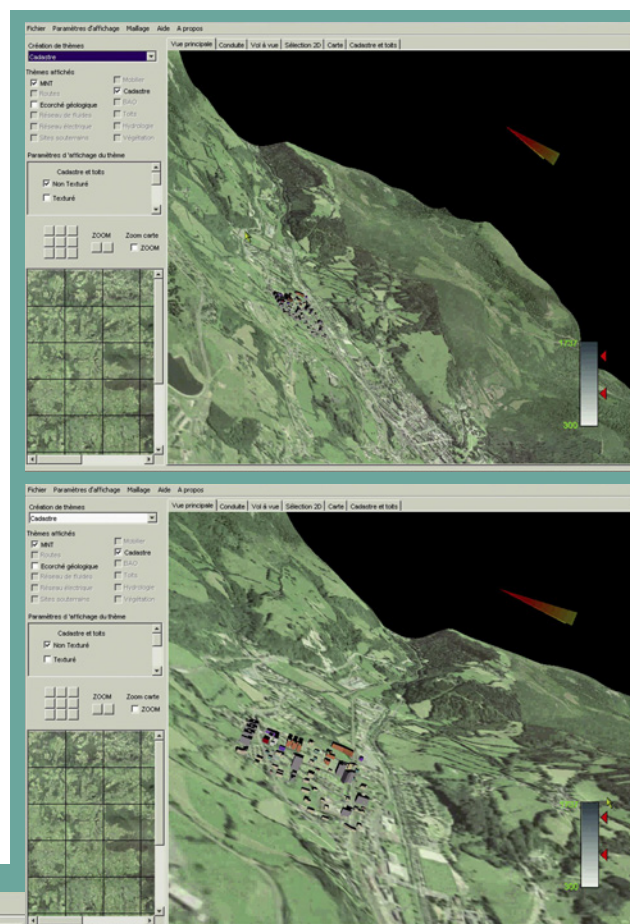 Fichier Paramètres d'affichage Maillage Aide A propos
Création de thèmes
Vue principale Conduite Vol à vue Sélection 2D Carte Cadastre et toits
Cadastre
Thèmes affichés
MNT
Mobilier
Routes
Cadastre
Ecorché géologique
BAO
Réseau de fluides
Toits
Réseau électrique
Hydrologie
Sites souterrains
Végétation
Paramètres d 'affichage du thème
Cadastre et toits
Non Texturé
Texturé
ZOOM
Zoom carte
ZOOM
1737
300
Fichier Paramètres d'affichage Maillage Aide A propos
Création de thèmes
Vue principale Conduite Vol à vue Sélection 2D Carte Cadastre et toits
Cadastre
Thèmes affichés
MNT
Mobilier
Routes
Cadastre
Ecorché géologique
BAO
Réseau de fluides
Toits
Réseau électrique
Hydrologie
Sites souterrains
Végétation
Paramètres d 'affichage du thème
Cadastre et toits
Non Texturé
Texturé
ZOOM
Zoom carte
ZOOM
300